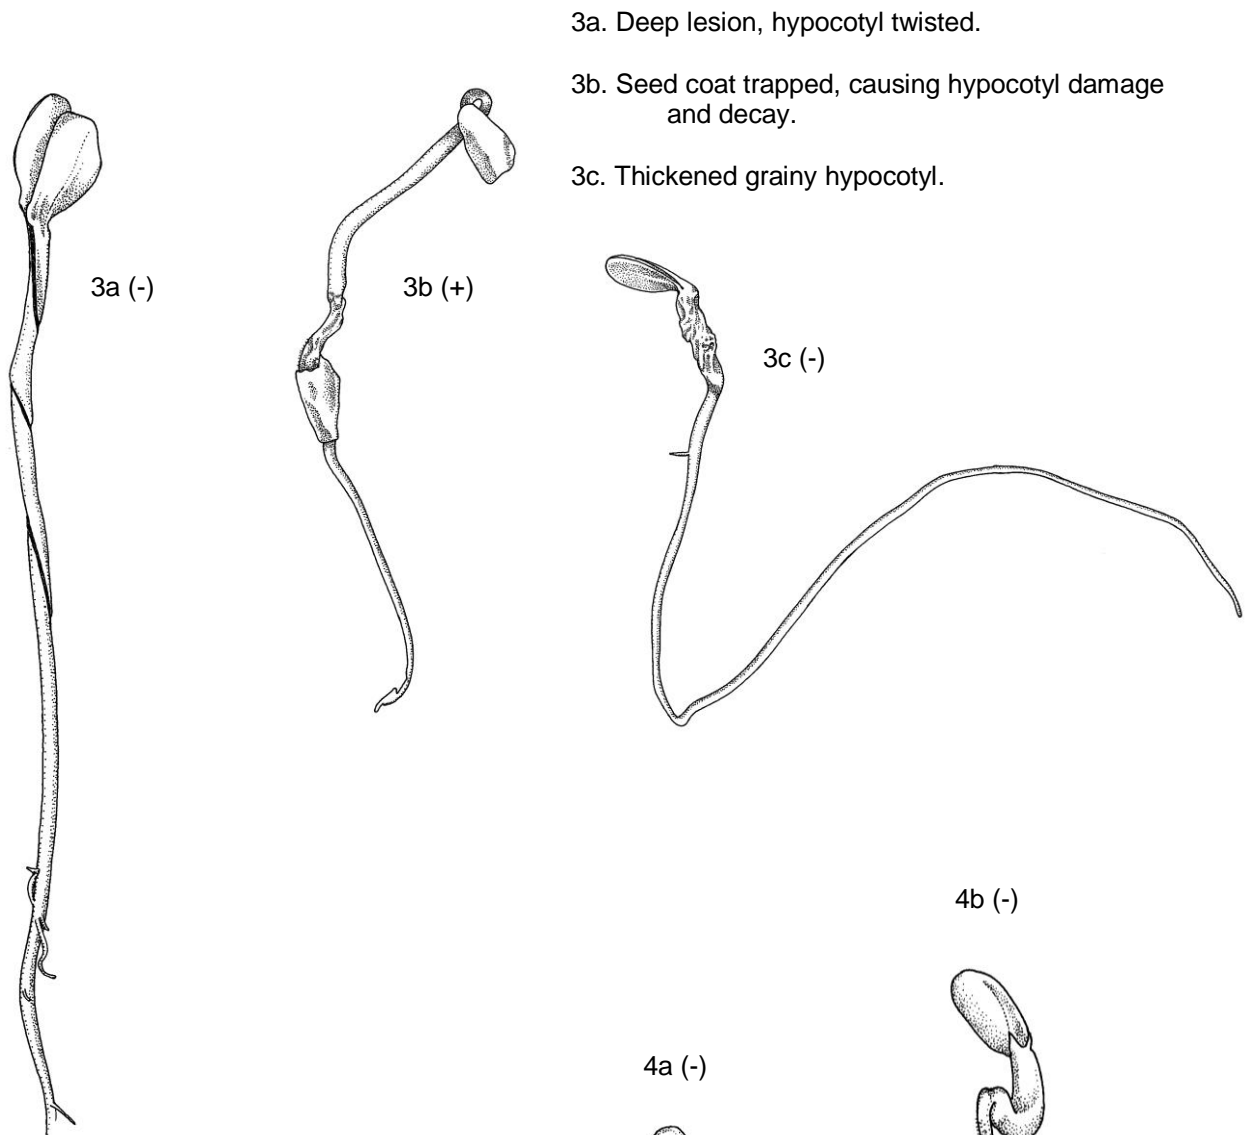 3a. Deep lesion, hypocotyl twisted.
3b. Seed coat trapped, causing hypocotyl damage
and decay.
3c. Thickened grainy hypocotyl.
3a (-)
3b (+)
3c (-)
4b (-)
4a (-)